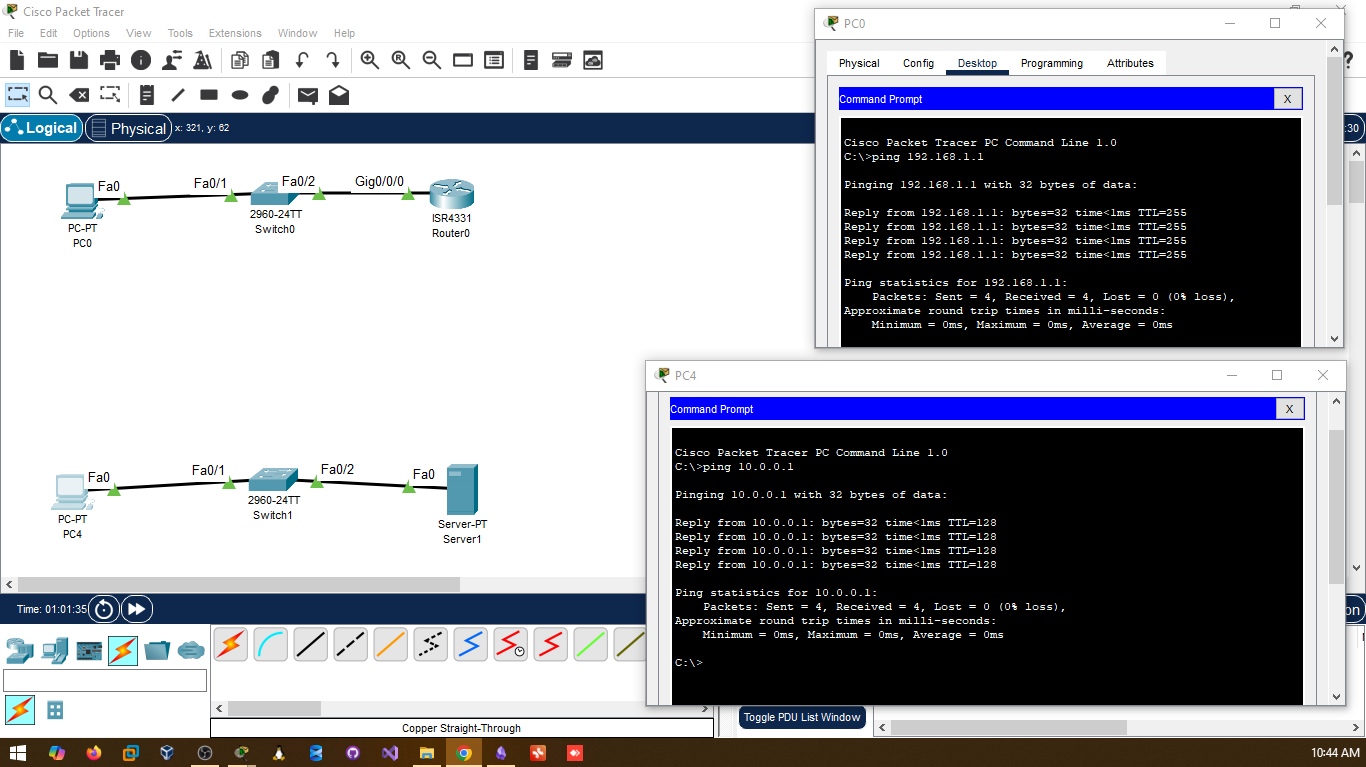 Cisco Packet Tracer
File Edit Options View Tools Extensions Window Help
Logical
Physical
x: 321, y: 62
:30
Fa0
Fa0/1
Fa0/2
Gig0/0/0
PC-PT
PC0
2960-24TT
Switch0
ISR4331
Router0
Fa0
Fa0/1
Fa0/2
Fa0
PC-PT
PC4
2960-24TT
Switch1
Server-PT
Server1
PC0
Physical Config Desktop Programming Attributes
Command Prompt
X
Cisco Packet Tracer PC Command Line 1.0
C:\>ping 192.168.1.1
Pinging 192.168.1.1 with 32 bytes of data:
Reply from 192.168.1.1: bytes=32 time<1ms TTL=255
Reply from 192.168.1.1: bytes=32 time<1ms TTL=255
Reply from 192.168.1.1: bytes=32 time<1ms TTL=255
Reply from 192.168.1.1: bytes=32 time<1ms TTL=255
Ping statistics for 192.168.1.1:
Packets: Sent = 4, Received = 4, Lost = 0 (0% loss),
Approximate round trip times in milli-seconds:
Minimum = 0ms, Maximum = 0ms, Average = 0ms
PC4
Command Prompt
X
Cisco Packet Tracer PC Command Line 1.0
C:\>ping 10.0.0.1
Pinging 10.0.0.1 with 32 bytes of data:
Reply from 10.0.0.1: bytes=32 time<1ms TTL=128
Reply from 10.0.0.1: bytes=32 time<1ms TTL=128
Reply from 10.0.0.1: bytes=32 time<1ms TTL=128
Reply from 10.0.0.1: bytes=32 time<1ms TTL=128
Ping statistics for 10.0.0.1:
Packets: Sent = 4, Received = 4, Lost = 0 (0% loss),
Approximate round trip times in milli-seconds:
Minimum = 0ms, Maximum = 0ms, Average = 0ms
C:\>
Time: 01:01:35
on
Copper Straight-Through
Toggle PDU List Window
10:44 AM